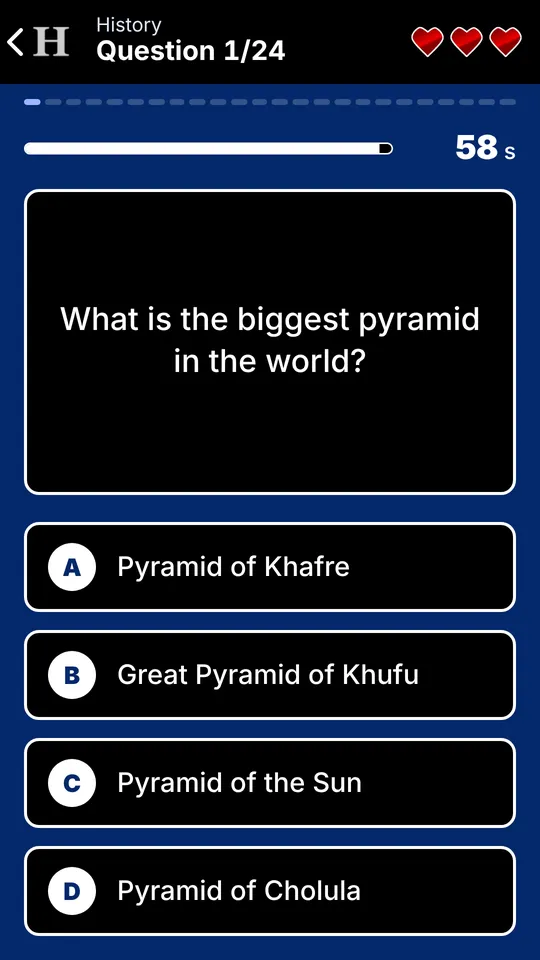 H
History
Question 1/24
58 s
What is the biggest pyramid
in the world?
A Pyramid of Khafre
B Great Pyramid of Khufu
C Pyramid of the Sun
D Pyramid of Cholula